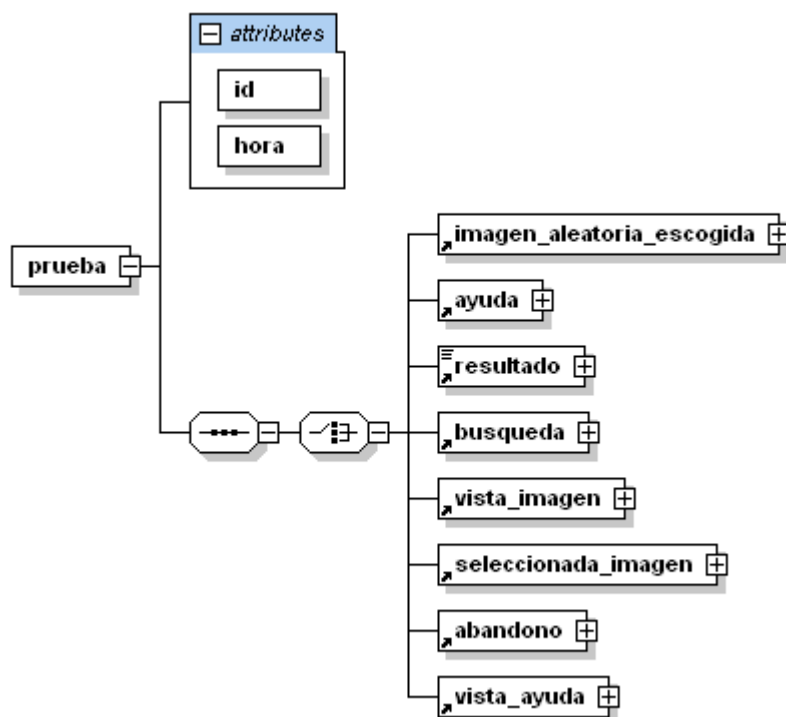 attributes
id
hora
prueba
imagen_aleatoria_escogida
ayuda
resultado
busqueda
vista_imagen
seleccionada_imagen
abandono
vista_ayuda